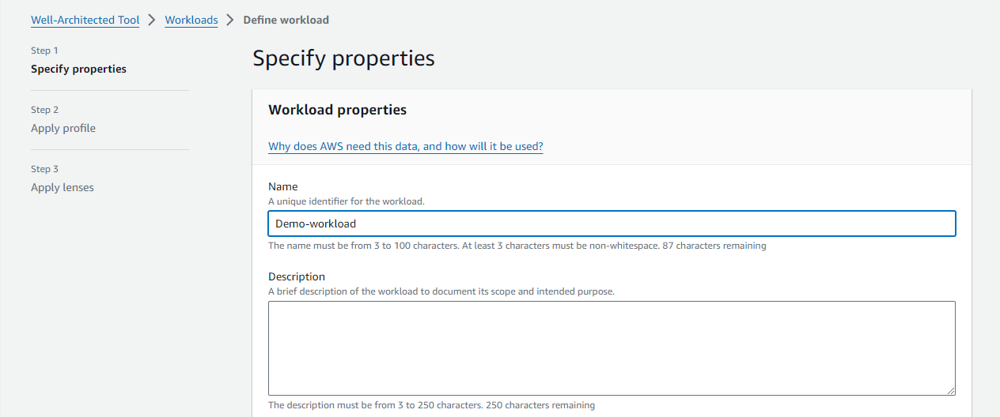 Well-Architected Tool > Workloads > Define workload
Step 1
Specify properties
Step 2
Apply profile
Step 3
Apply lenses
Specify properties
Workload properties
Why does AWS need this data, and how will it be used?
Name
A unique identifier for the workload.
Demo-workload
The name must be from 3 to 100 characters. At least 3 characters must be non-whitespace. 87 characters remaining
Description
A brief description of the workload to document its scope and intended purpose.
The description must be from 3 to 250 characters. 250 characters remaining